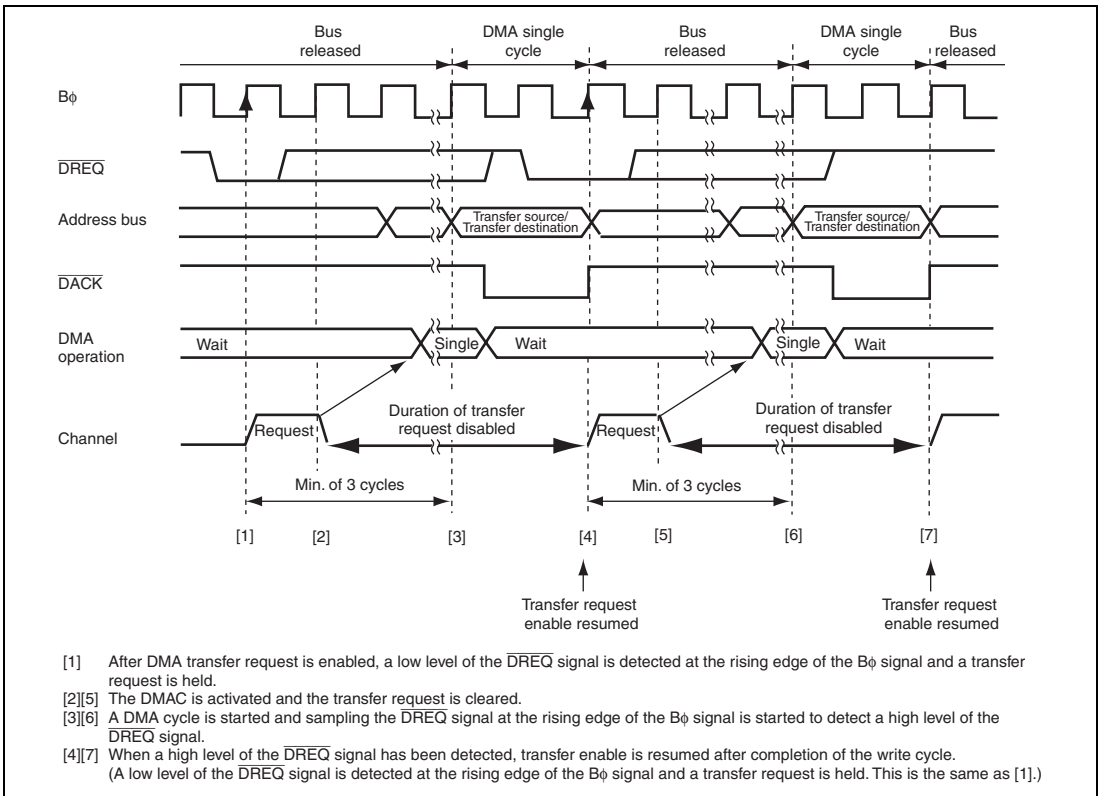 Bus released
DMA single cycle
Bus released
DMA single cycle
Bus released
Bφ
DREQ
Address bus
Transfer source/
Transfer destination
Transfer source/
Transfer destination
DACK
DMA operation
Wait
Single
Wait
Single
Wait
Channel
Request
Duration of transfer request disabled
Request
Duration of transfer request disabled
Min. of 3 cycles
Min. of 3 cycles
[1] [2] [3] [4] [5] [6] [7]
Transfer request enable resumed
Transfer request enable resumed
[1] After DMA transfer request is enabled, a low level of the DREQ signal is detected at the rising edge of the Bφ signal and a transfer
request is held.
[2][5] The DMAC is activated and the transfer request is cleared.
[3][6] A DMA cycle is started and sampling the DREQ signal at the rising edge of the Bφ signal is started to detect a high level of the
DREQ signal.
[4][7] When a high level of the DREQ signal has been detected, transfer enable is resumed after completion of the write cycle.
(A low level of the DREQ signal is detected at the rising edge of the Bφ signal and a transfer request is held. This is the same as [1].)